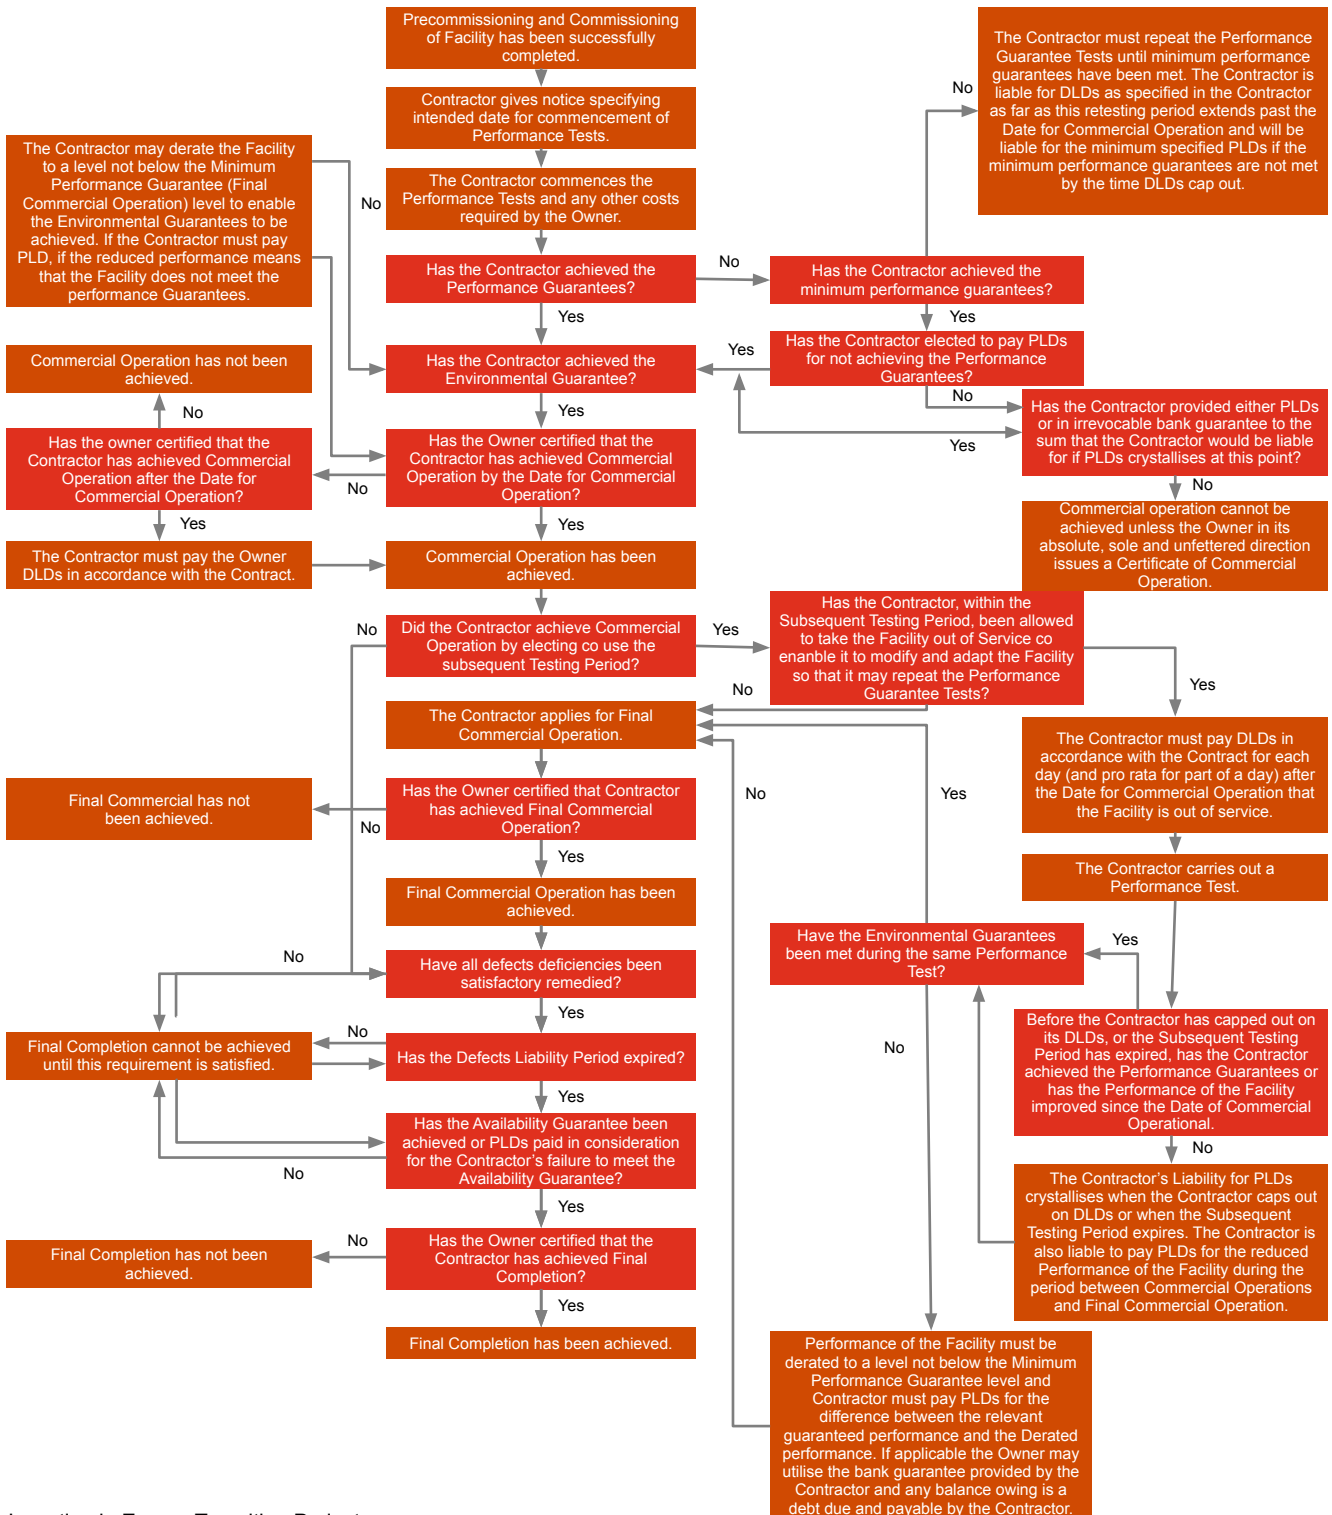 Precommissioning and Commissioning
of Facility has been successfully
completed.
Contractor gives notice specifying
intended date for commencement of
Performance Tests.
The Contractor commences the
Performance Tests and any other costs
required by the Owner.
Has the Contractor achieved the
Performance Guarantees?
No
Yes
Has the Contractor achieved the
minimum performance guarantees?
No
Yes
The Contractor must repeat the Performance
Guarantee Tests until minimum performance
guarantees have been met. The Contractor is
liable for DLDs as specified in the Contractor
as far as this retesting period extends past the
Date for Commercial Operation and will be
liable for the minimum specified PLDs if the
minimum performance guarantees are not met
by the time DLDs cap out.
The Contractor may derate the Facility
to a level not below the Minimum
Performance Guarantee (Final
Commercial Operation) level to enable
the Environmental Guarantees to be
achieved. If the Contractor must pay
PLD, if the reduced performance means
that the Facility does not meet the
performance Guarantees.
No
Has the Contractor achieved the
Environmental Guarantee?
Yes
Yes
Has the Contractor elected to pay PLDs
for not achieving the Performance
Guarantees?
No
Yes
Has the Contractor provided either PLDs
or in irrevocable bank guarantee to the
sum that the Contractor would be liable
for if PLDs crystallises at this point?
No
Commercial operation cannot be
achieved unless the Owner in its
absolute, sole and unfettered direction
issues a Certificate of Commercial
Operation.
Commercial Operation has not been
achieved.
No
Has the owner certified that the
Contractor has achieved Commercial
Operation after the Date for
Commercial Operation?
Yes
No
Has the Owner certified that the
Contractor has achieved Commercial
Operation by the Date for Commercial
Operation?
Yes
The Contractor must pay the Owner
DLDs in accordance with the Contract.
Commercial Operation has been
achieved.
No
Did the Contractor achieve Commercial
Operation by electing co use the
subsequent Testing Period?
Yes
Has the Contractor, within the
Subsequent Testing Period, been allowed
to take the Facility out of Service co
enanble it to modify and adapt the Facility
so that it may repeat the Performance
Guarantee Tests?
No
Yes
The Contractor applies for Final
Commercial Operation.
The Contractor must pay DLDs in
accordance with the Contract for each
day (and pro rata for part of a day) after
the Date for Commercial Operation that
the Facility is out of service.
Final Commercial has not
been achieved.
No
Has the Owner certified that Contractor
has achieved Final Commercial
Operation?
Yes
No
Yes
The Contractor carries out a
Performance Test.
Final Commercial Operation has been
achieved.
Have the Environmental Guarantees
been met during the same Performance
Test?
Yes
No
No
Have all defects deficiencies been
satisfactory remedied?
Yes
Before the Contractor has capped out on
its DLDs, or the Subsequent Testing
Period has expired, has the Contractor
achieved the Performance Guarantees or
has the Performance of the Facility
improved since the Date of Commercial
Operational.
No
Final Completion cannot be achieved
until this requirement is satisfied.
No
Has the Defects Liability Period expired?
Yes
Has the Availability Guarantee been
achieved or PLDs paid in consideration
for the Contractor's failure to meet the
Availability Guarantee?
No
Yes
The Contractor's Liability for PLDs
crystallises when the Contractor caps out
on DLDs or when the Subsequent
Testing Period expires. The Contractor is
also liable to pay PLDs for the reduced
Performance of the Facility during the
period between Commercial Operations
and Final Commercial Operation.
Final Completion has not been
achieved.
No
Has the Owner certified that the
Contractor has achieved Final
Completion?
Yes
Final Completion has been achieved.
Performance of the Facility must be
derated to a level not below the Minimum
Performance Guarantee level and
Contractor must pay PLDs for the
difference between the relevant
guaranteed performance and the Derated
performance. If applicable the Owner may
utilise the bank guarantee provided by the
Contractor and any balance owing is a
debt due and payable by the Contractor.